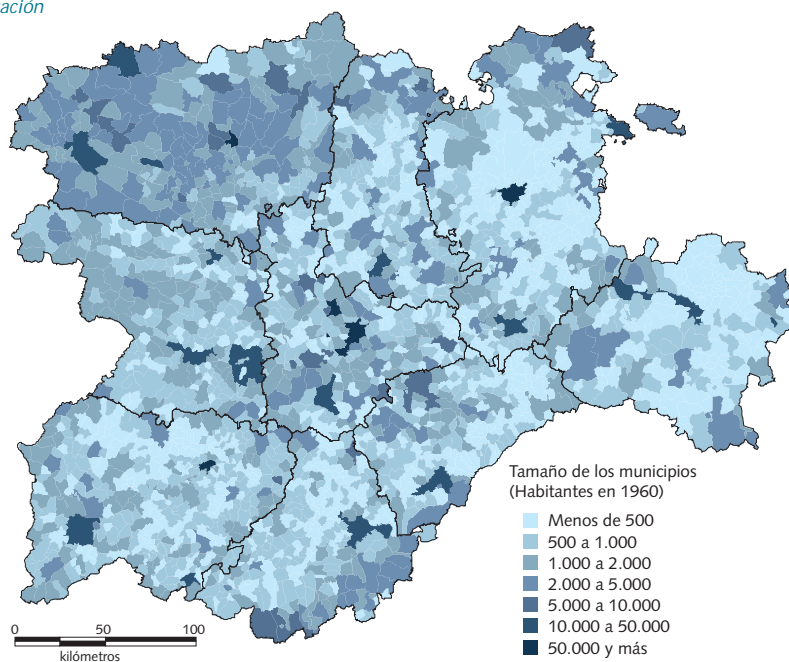 Tamaño de los municipios
(Habitantes en 1960)
Menos de 500
500 a 1.000
1.000 a 2.000
2.000 a 5.000
5.000 a 10.000
10.000 a 50.000
50.000 y más
0 50 100
kilómetros